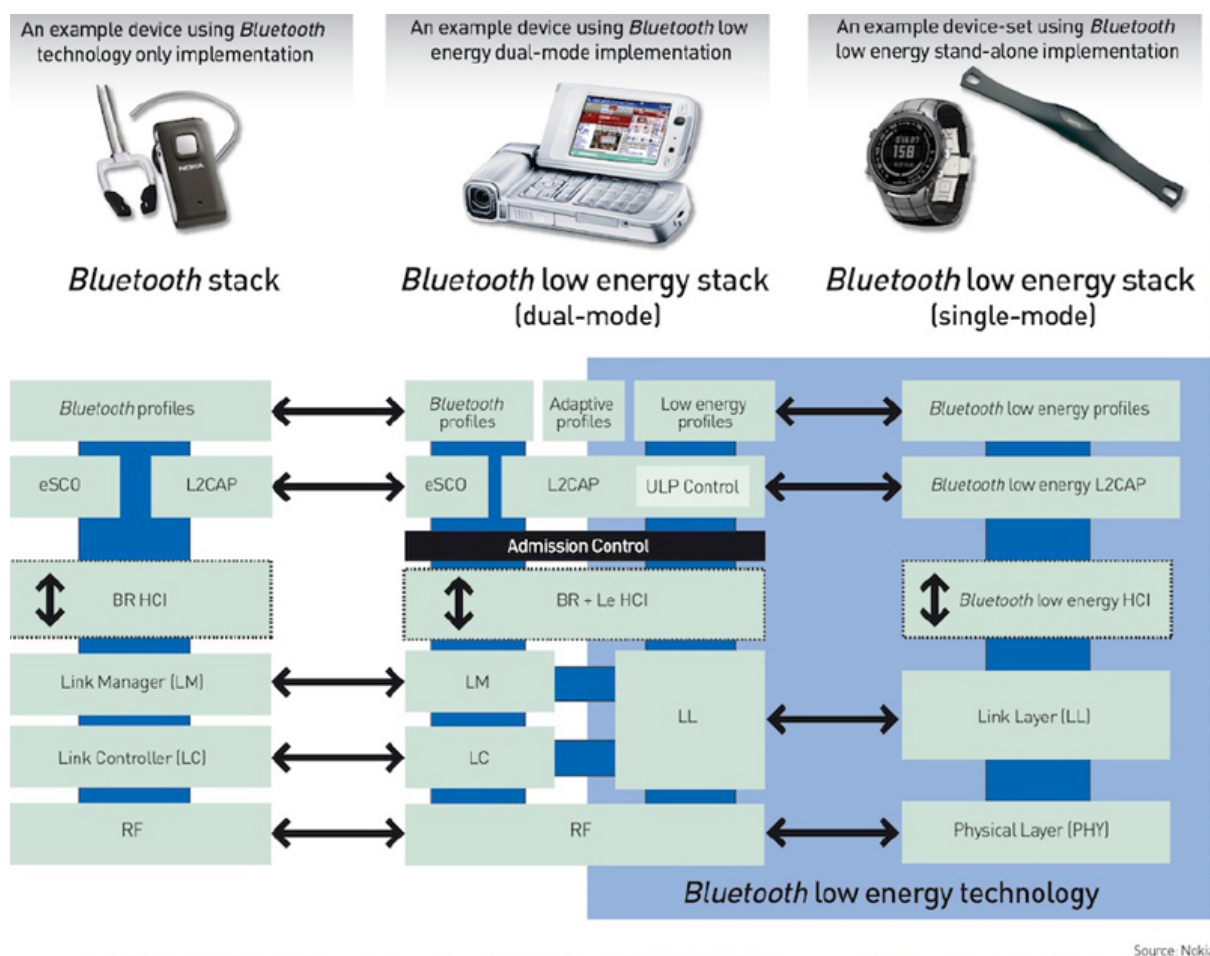 An example device using Bluetooth
technology only implementation
An example device using Bluetooth low
energy dual-mode implementation
An example device-set using Bluetooth
low energy stand-alone implementation
NOKIA
158
Bluetooth stack
Bluetooth low energy stack
(dual-mode)
Bluetooth low energy stack
(single-mode)
Bluetooth profiles
Bluetooth
profiles
Adaptive
profiles
Low energy
profiles
Bluetooth low energy profiles
eSCO
L2CAP
eSCO
L2CAP
ULP Control
Bluetooth low energy L2CAP
Admission Control
BR HCI
BR + Le HCI
Bluetooth low energy HCI
Link Manager (LM)
LM
LL
Link Layer (LL)
Link Controller (LC)
LC
RF
RF
Physical Layer (PHY)
Bluetooth low energy technology
Source: Nokia